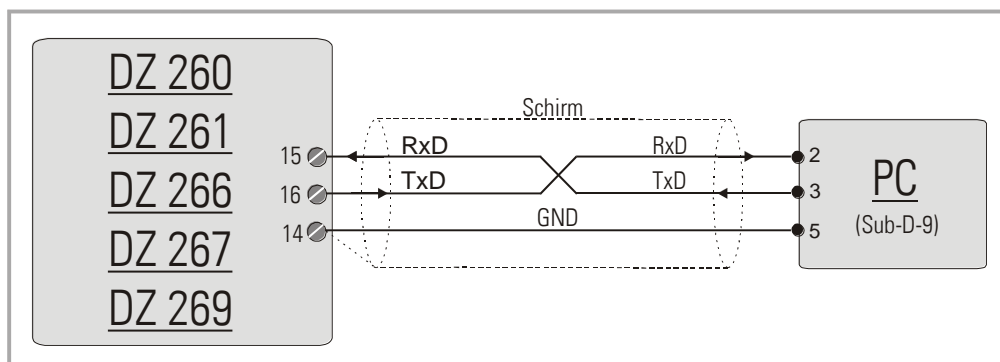 DZ 260
DZ 261
DZ 266
DZ 267
DZ 269
Schirm
15 RxD RxD 2
16 TxD TxD 3
14 GND 5
PC
(Sub-D-9)